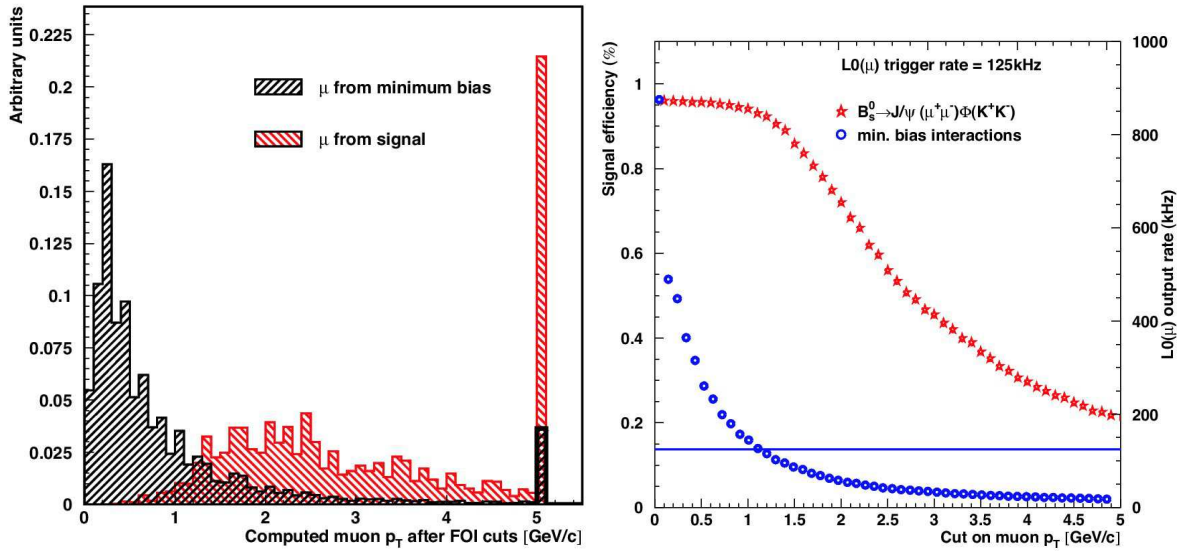 Arbitrary units
0.225
0.2
0.175
0.15
0.125
0.1
0.075
0.05
0.025
0
μ from minimum bias
μ from signal
0 1 2 3 4 5
Computed muon pT after FOI cuts [GeV/c]
Signal efficiency (%)
1
0.8
0.6
0.4
0.2
0
L0(μ) trigger rate = 125kHz
B⁰s→J/ψ (μ⁺μ⁻)Φ(K⁺K⁻)
min. bias interactions
1000
800
600
400
200
0
L0(μ) output rate (kHz)
0 0.5 1 1.5 2 2.5 3 3.5 4 4.5 5
Cut on muon pT [GeV/c]